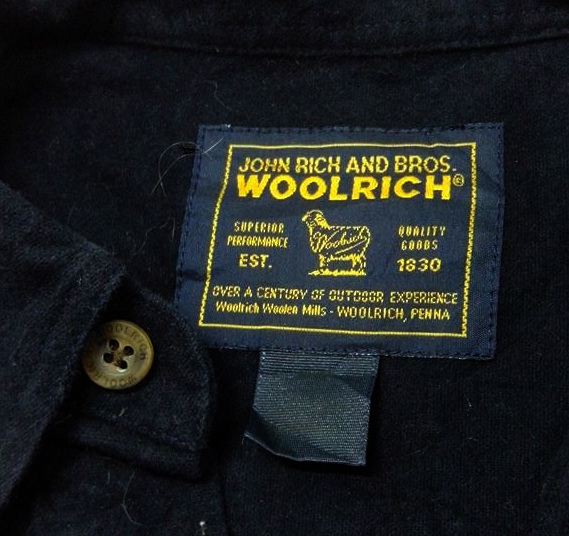 JOHN RICH AND BROS.
WOOLRICH®
SUPERIOR PERFORMANCE
Woolrich
QUALITY GOODS
EST. 1830
OVER A CENTURY OF OUTDOOR EXPERIENCE
Woolrich Woolen Mills - WOOLRICH, PENNA
WOOLRICH